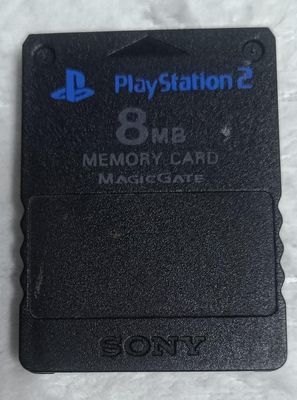 PlayStation 2
8MB
MEMORY CARD
MAGICGATE
SONY